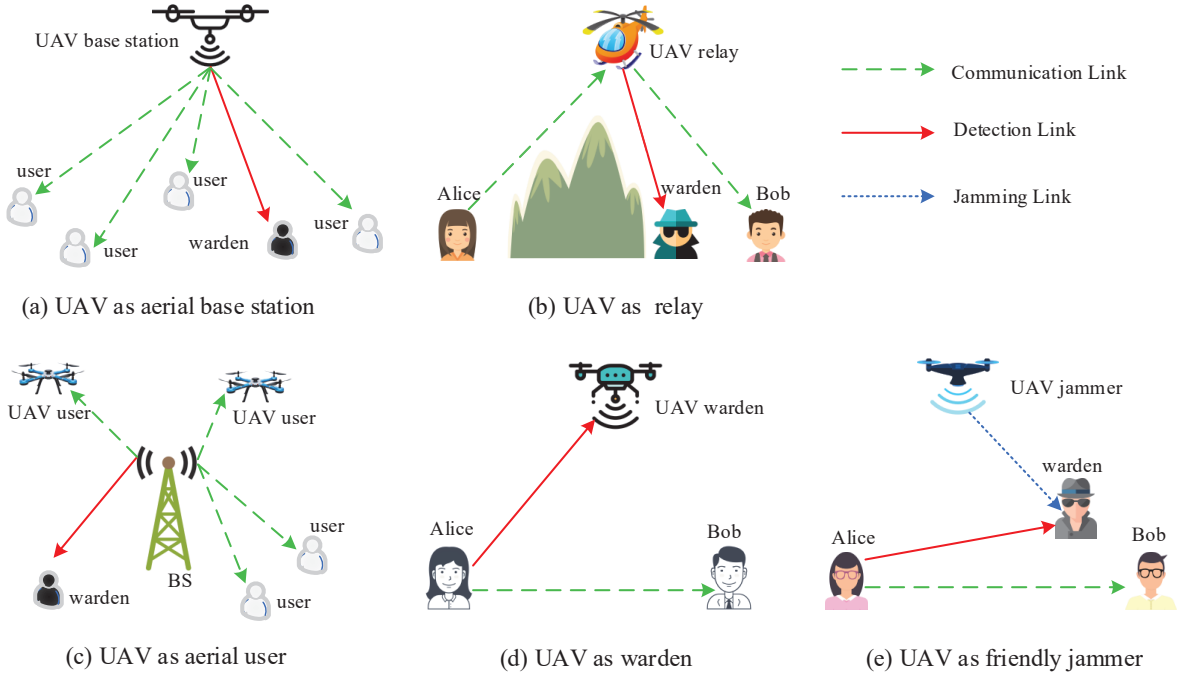 UAV base station
user
user
user
user
warden
(a) UAV as aerial base station
UAV relay
Alice
warden
Bob
(b) UAV as relay
Communication Link
Detection Link
Jamming Link
UAV user
UAV user
BS
warden
user
user
(c) UAV as aerial user
UAV warden
Alice
Bob
(d) UAV as warden
UAV jammer
warden
Alice
Bob
(e) UAV as friendly jammer